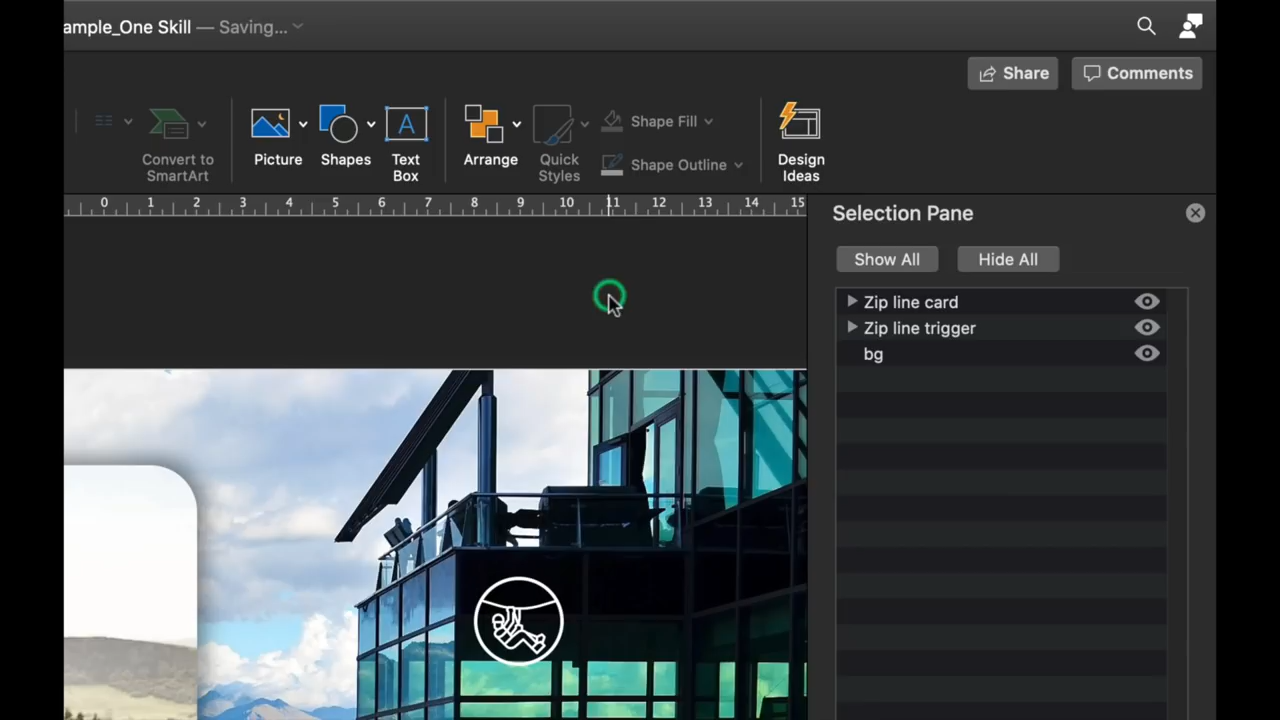 ample_One Skill — Saving...
Share
Comments
Convert to
SmartArt
Picture
Shapes
Text
Box
Arrange
Quick
Styles
Shape Fill
Shape Outline
Design
Ideas
0 1 2 3 4 5 6 7 8 9 10 11 12 13 14 15
Selection Pane
Show All
Hide All
Zip line card
Zip line trigger
bg
A